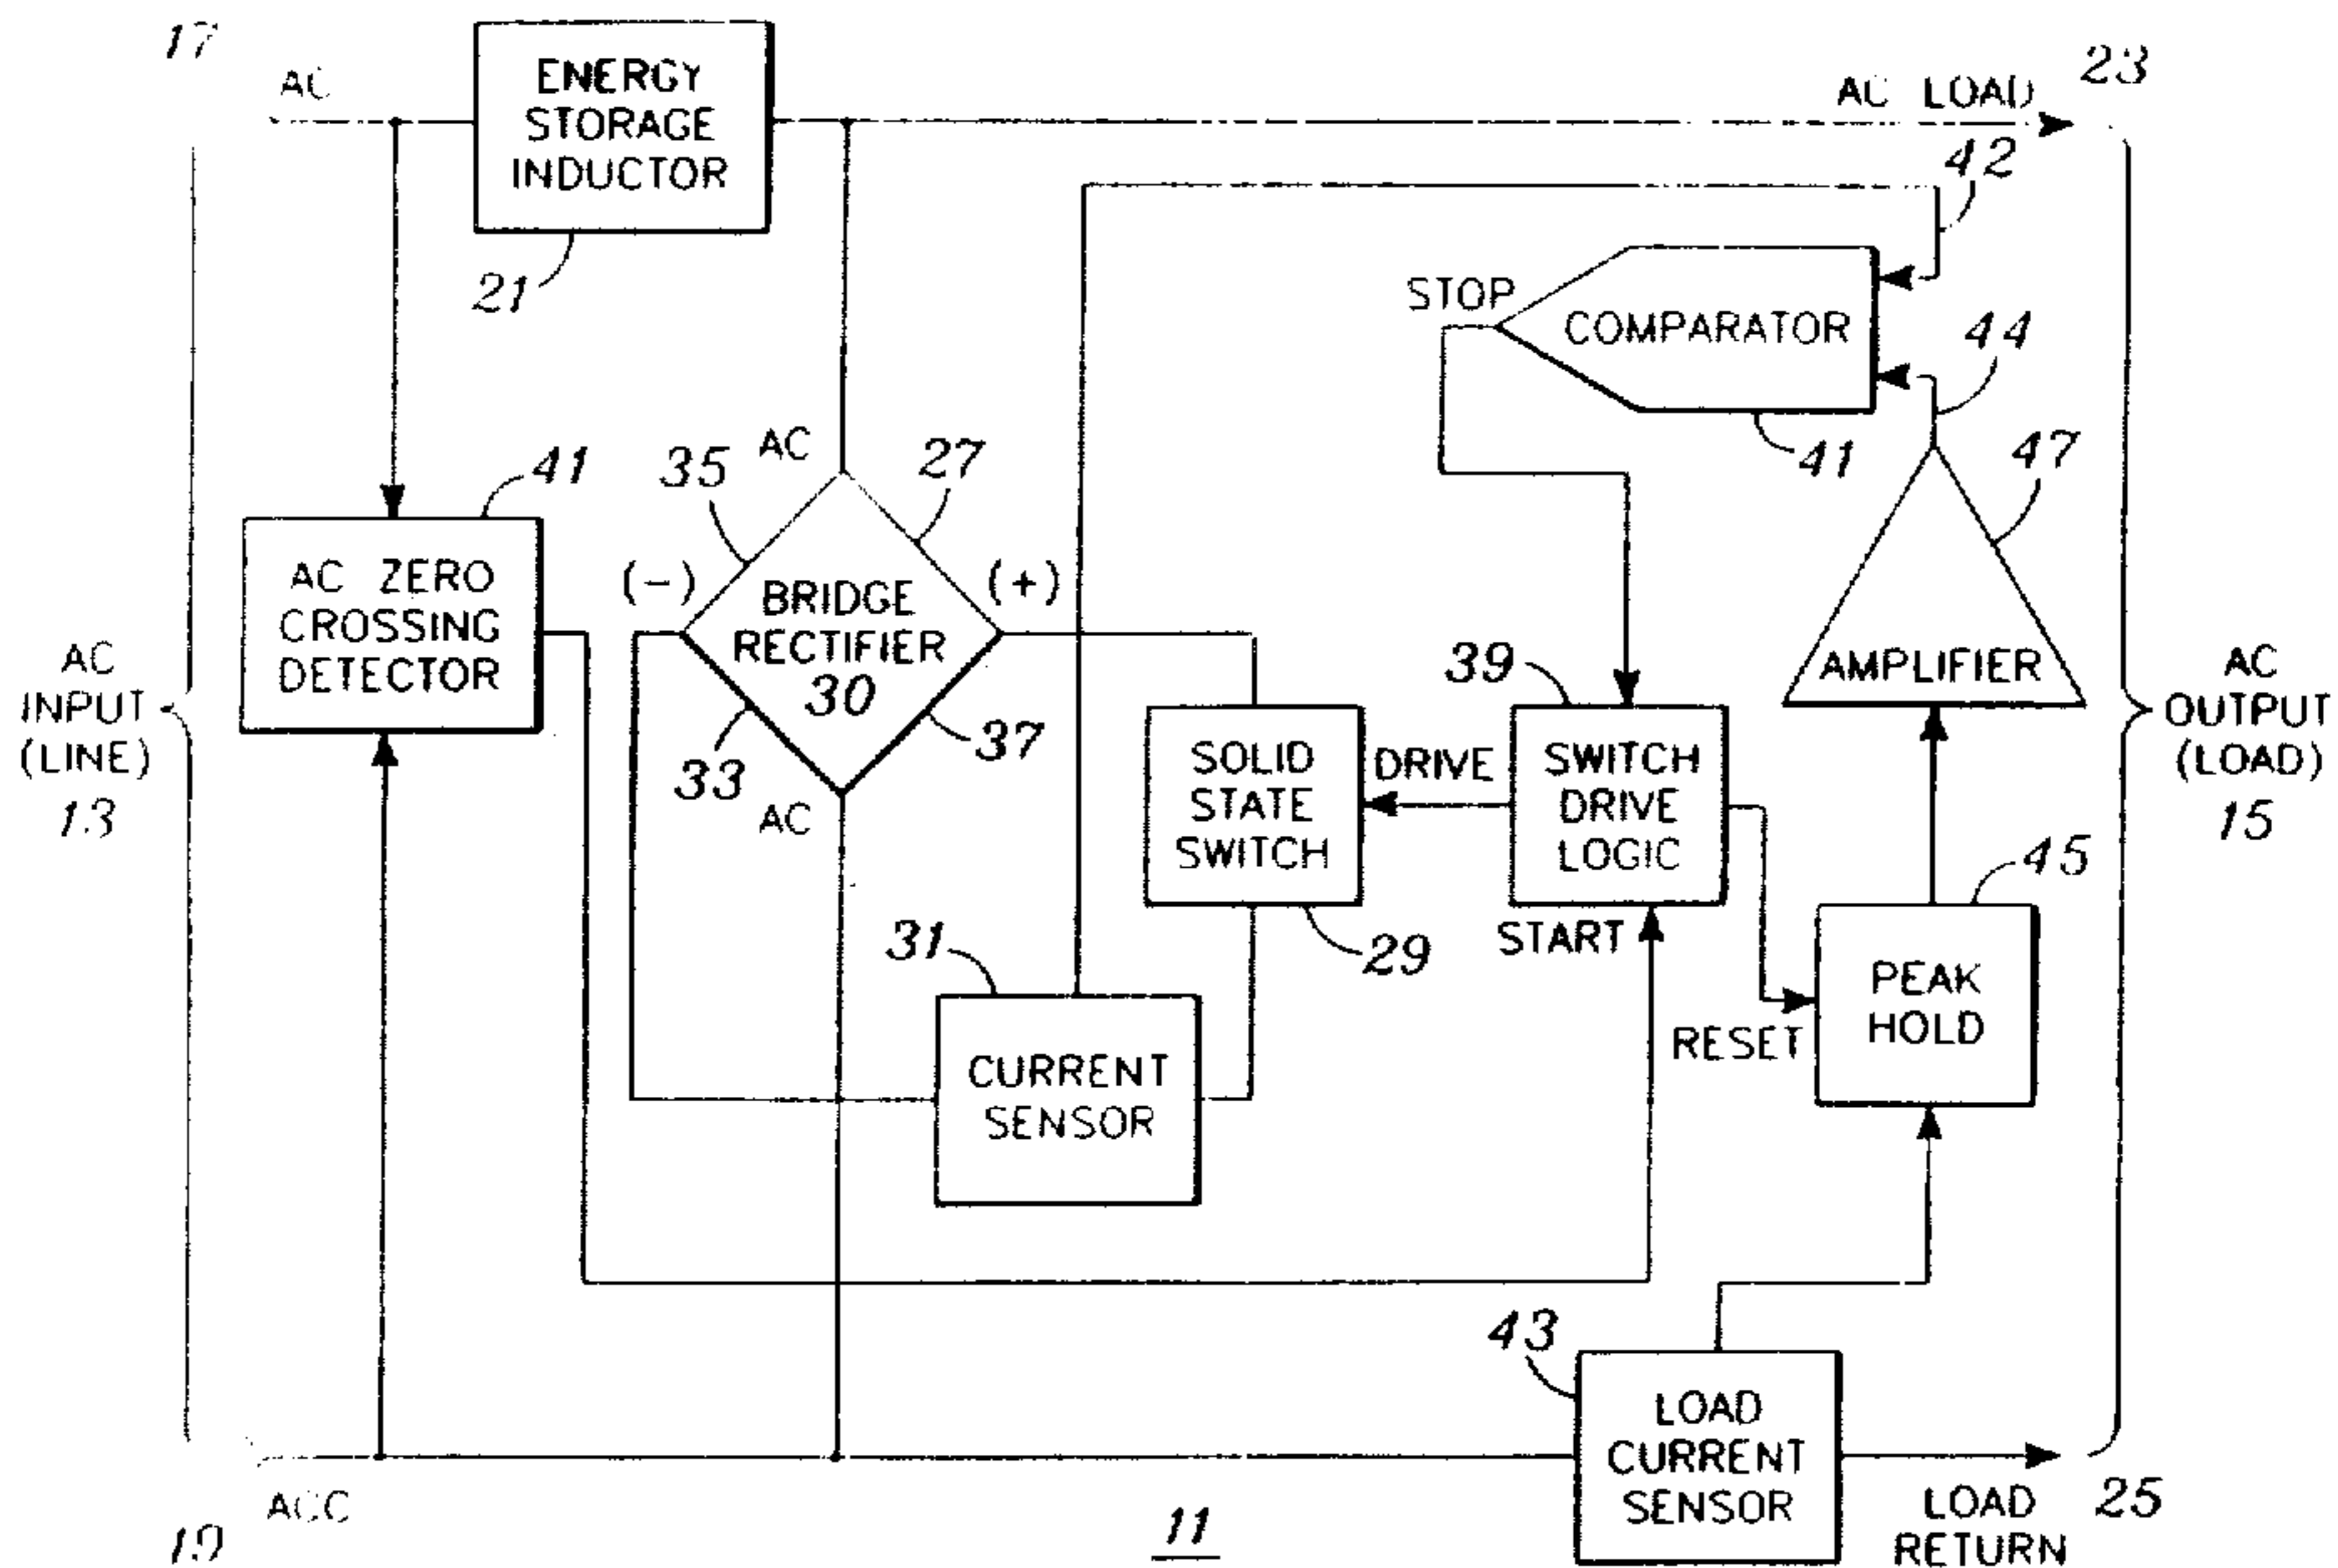 17
AC
ENERGY
STORAGE
INDUCTOR
21
AC LOAD
23
42
STOP
COMPARATOR
44
41
47
AC
35
27
41
(-)
(+)
AC ZERO
CROSSING
DETECTOR
BRIDGE
RECTIFIER
30
33
37
AC
AC
INPUT
(LINE)
13
39
AMPLIFIER
AC
OUTPUT
(LOAD)
15
SOLID
STATE
SWITCH
DRIVE
SWITCH
DRIVE
LOGIC
45
31
29
START
PEAK
HOLD
RESET
CURRENT
SENSOR
43
LOAD
CURRENT
SENSOR
ACC
19
11
LOAD
RETURN
25